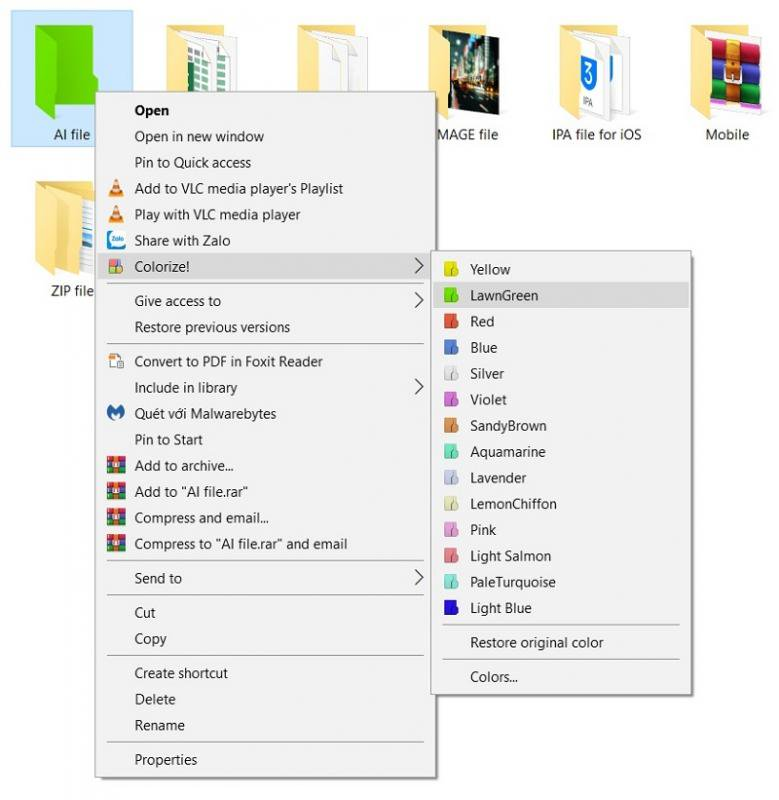 AI file
MAGE file
IPA file for iOS
Mobile
3
IPA
ZIP file
Open
Open in new window
Pin to Quick access
Add to VLC media player's Playlist
Play with VLC media player
Zalo
Share with Zalo
Colorize!
Give access to
Restore previous versions
Convert to PDF in Foxit Reader
Include in library
Quét với Malwarebytes
Pin to Start
Add to archive...
Add to "AI file.rar"
Compress and email...
Compress to "AI file.rar" and email
Send to
Cut
Copy
Create shortcut
Delete
Rename
Properties
Yellow
LawnGreen
Red
Blue
Silver
Violet
SandyBrown
Aquamarine
Lavender
LemonChiffon
Pink
Light Salmon
PaleTurquoise
Light Blue
Restore original color
Colors...